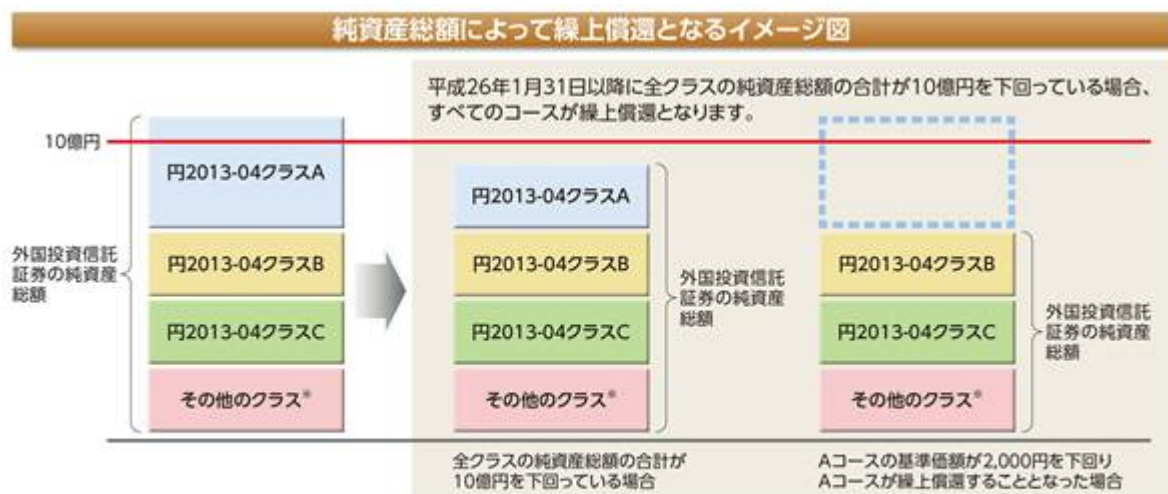 純資産総額によって繰上償還となるイメージ図
平成26年1月31日以降に全クラスの純資産総額の合計が10億円を下回っている場合、
すべてのコースが繰上償還となります。
10億円
外国投資信託
証券の純資産
総額
円2013-04クラスA
円2013-04クラスB
円2013-04クラスC
その他のクラス※
円2013-04クラスA
円2013-04クラスB
円2013-04クラスC
その他のクラス※
外国投資信託
証券の純資産
総額
全クラスの純資産総額の合計が
10億円を下回っている場合
円2013-04クラスB
円2013-04クラスC
その他のクラス※
外国投資信託
証券の純資産
総額
Aコースの基準価額が2,000円を下回り
Aコースが繰上償還することとなった場合